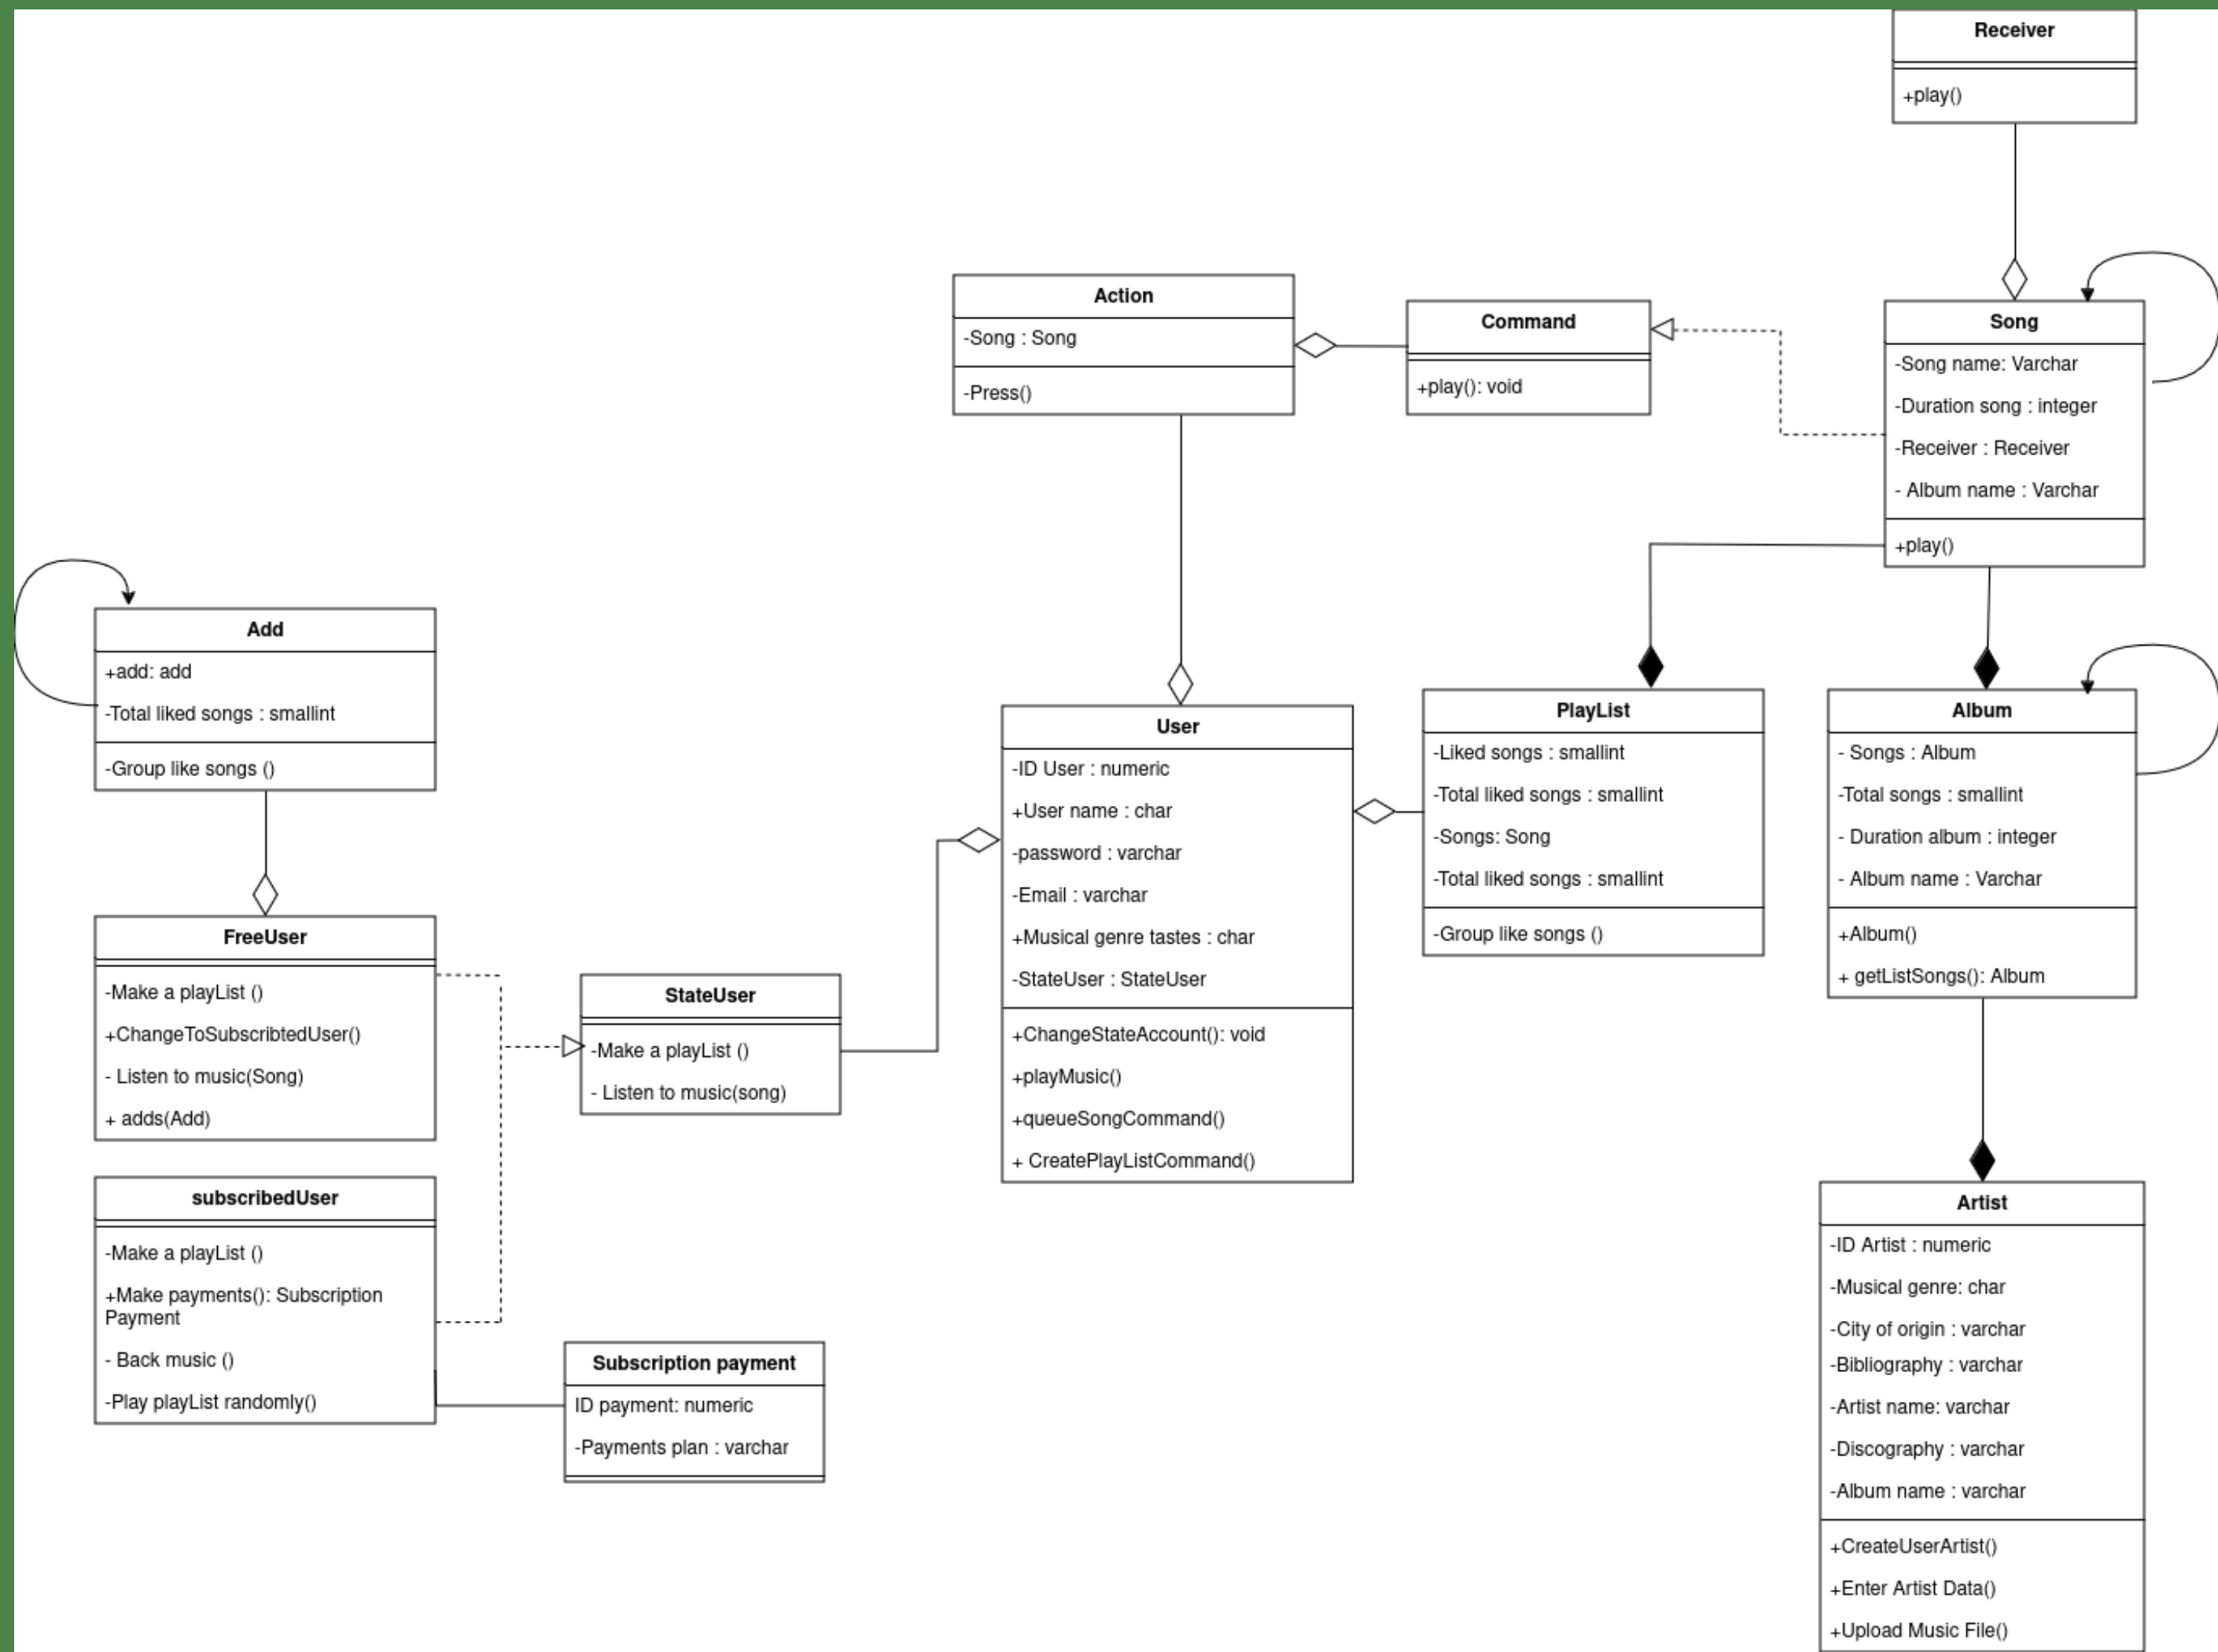 Receiver
+play()
Action
-Song : Song
-Press()
Command
+play(): void
Song
-Song name: Varchar
-Duration song : integer
-Receiver : Receiver
- Album name : Varchar
+play()
Add
+add: add
-Total liked songs : smallint
-Group like songs ()
FreeUser
-Make a playList ()
+ChangeToSubscribtedUser()
- Listen to music(Song)
+ adds(Add)
subscribedUser
-Make a playList ()
+Make payments(): Subscription
Payment
- Back music ()
-Play playList randomly()
StateUser
-Make a playList ()
- Listen to music(song)
Subscription payment
ID payment: numeric
-Payments plan : varchar
User
-ID User : numeric
+User name : char
-password : varchar
-Email : varchar
+Musical genre tastes : char
-StateUser : StateUser
+ChangeStateAccount(): void
+playMusic()
+queueSongCommand()
+ CreatePlayListCommand()
PlayList
-Liked songs : smallint
-Total liked songs : smallint
-Songs: Song
-Total liked songs : smallint
-Group like songs ()
Album
- Songs : Album
-Total songs : smallint
- Duration album : integer
- Album name : Varchar
+Album()
+ getListSongs(): Album
Artist
-ID Artist : numeric
-Musical genre: char
-City of origin : varchar
-Bibliography : varchar
-Artist name: varchar
-Discography : varchar
-Album name : varchar
+CreateUserArtist()
+Enter Artist Data()
+Upload Music File()